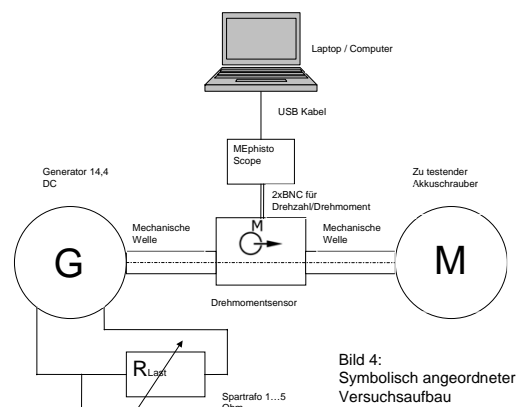 Laptop / Computer
USB Kabel
MEphisto
Scope
Generator 14,4
DC
Zu testender
Akkuschrauber
2xBNC für
Drehzahl/Drehmoment
Mechanische
Welle
M
Mechanische
Welle
G
M
Drehmomentsensor
RLast
Spartrafo 1...5
Ohm
Bild 4:
Symbolisch angeordneter
Versuchsaufbau